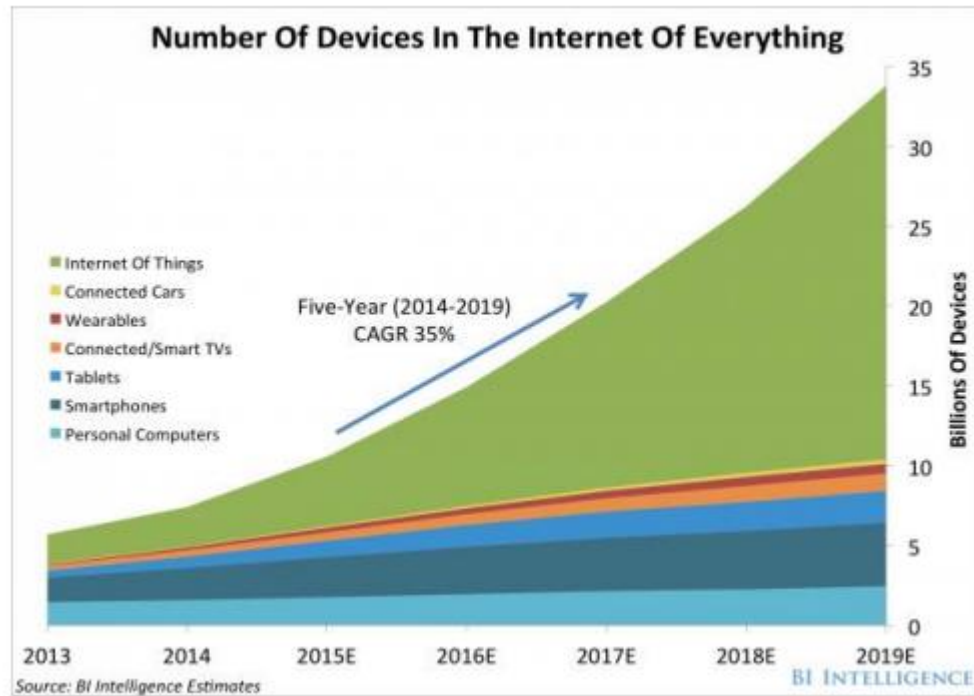 Number Of Devices In The Internet Of Everything
35
30
25
20
15
10
5
0
Billions Of Devices
Internet Of Things
Connected Cars
Wearables
Connected/Smart TVs
Tablets
Smartphones
Personal Computers
Five-Year (2014-2019)
CAGR 35%
2013 2014 2015E 2016E 2017E 2018E 2019E
Source: BI Intelligence Estimates
BI INTELLIGENCE